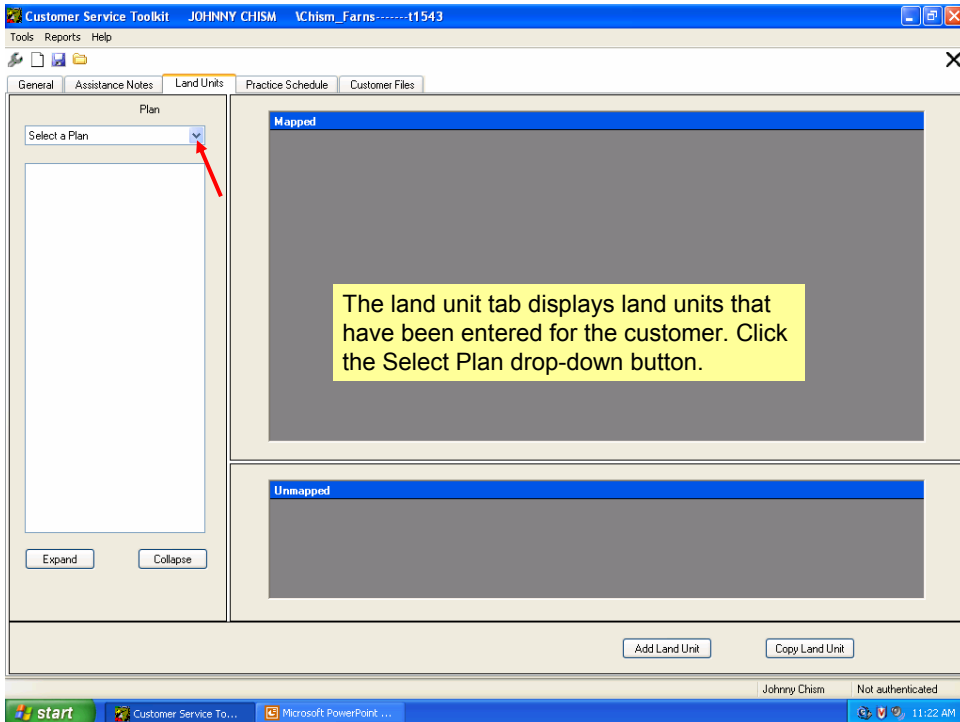 Customer Service Toolkit JOHNNY CHISM \Chism_Farns-------t1543
Tools Reports Help
General Assistance Notes Land Units Practice Schedule Customer Files
Plan
Select a Plan
Mapped
The land unit tab displays land units that
have been entered for the customer. Click
the Select Plan drop-down button.
Unmapped
Expand Collapse
Add Land Unit Copy Land Unit
Johnny Chism Not authenticated
start Customer Service To... Microsoft PowerPoint ... 11:22 AM